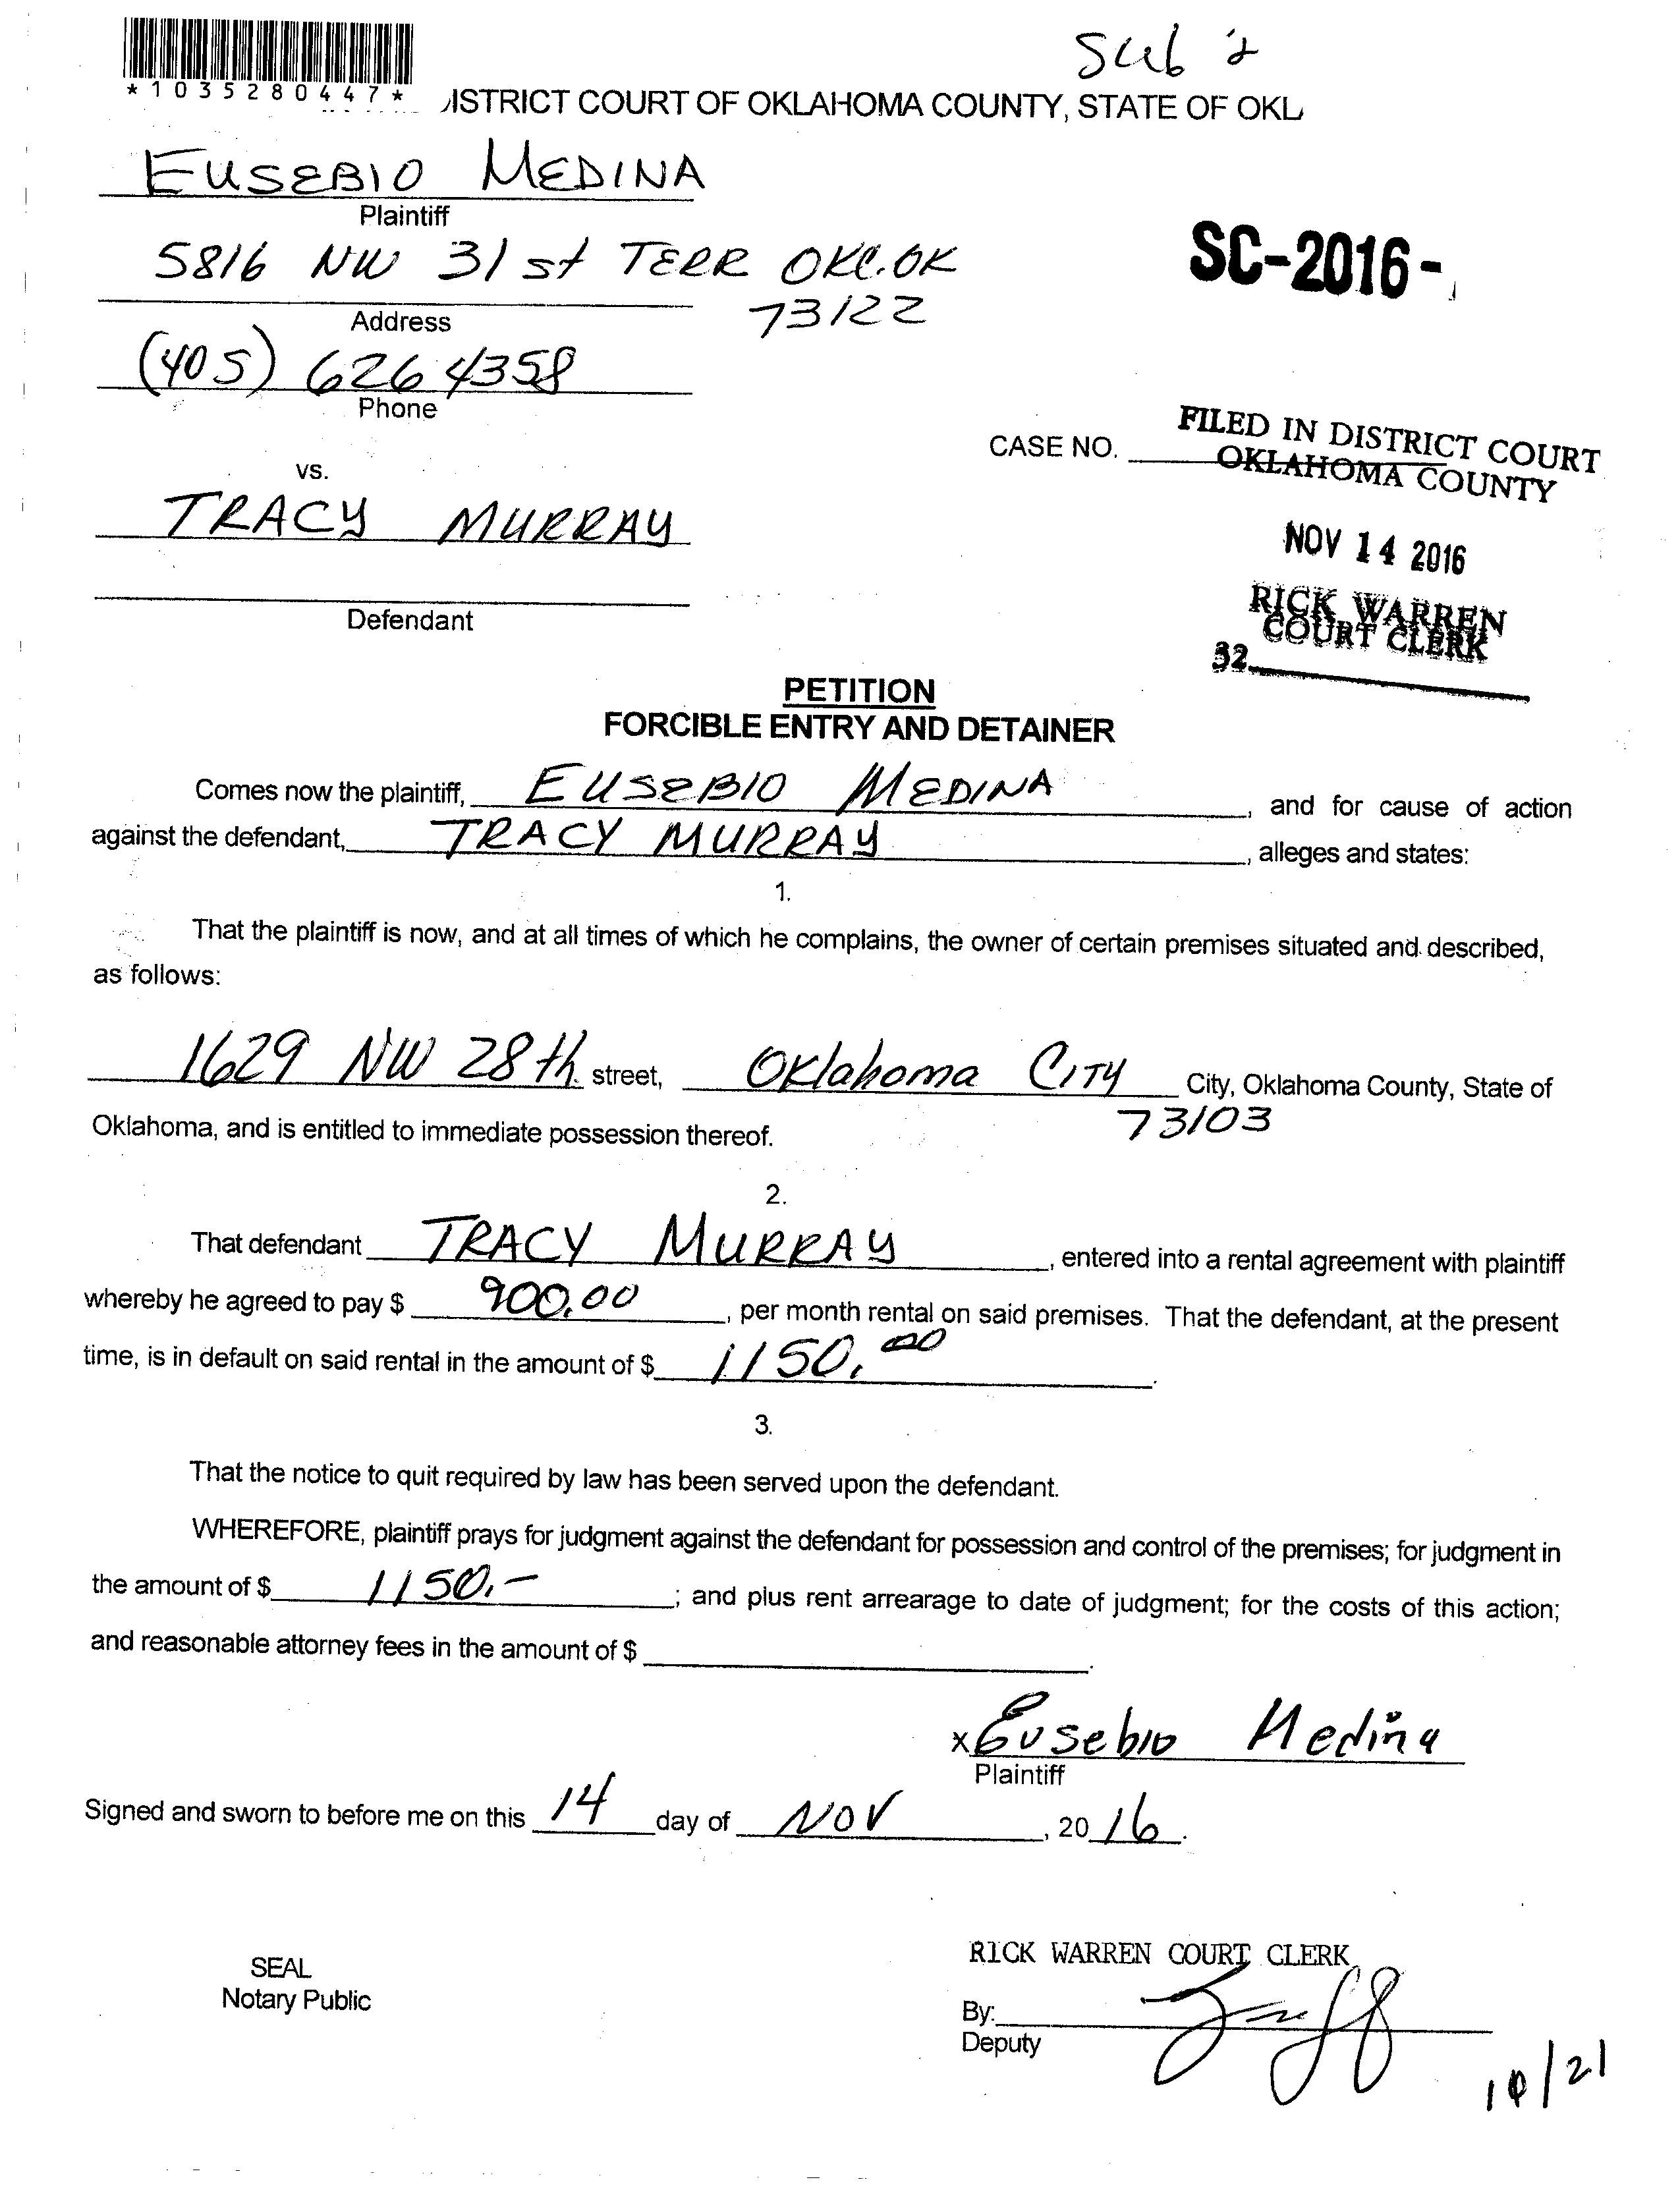 Sub 2
*1035280447*
ISTRICT COURT OF OKLAHOMA COUNTY, STATE OF OKL
EUSEBIO MEDINA
Plaintiff
5816 NW 31st TERR OKC.OK
73122
SC-2016-
Address
(405) 626 4358
Phone
FILED IN DISTRICT COURT
OKLAHOMA COUNTY
CASE NO.
vs.
TRACY MURRAY
NOV 14 2016
Defendant
RICK WARREN
COURT CLERK
32
PETITION
FORCIBLE ENTRY AND DETAINER
Comes now the plaintiff, EUSEBIO MEDINA, and for cause of action
against the defendant, TRACY MURRAY, alleges and states:
1.
That the plaintiff is now, and at all times of which he complains, the owner of certain premises situated and described,
as follows:
1629 NW 28th street, Oklahoma CITY City, Oklahoma County, State of
73103
Oklahoma, and is entitled to immediate possession thereof.
2.
That defendant TRACY MURRAY, entered into a rental agreement with plaintiff
whereby he agreed to pay $ 900.00, per month rental on said premises. That the defendant, at the present
time, is in default on said rental in the amount of $ 1150.00.
3.
That the notice to quit required by law has been served upon the defendant.
WHEREFORE, plaintiff prays for judgment against the defendant for possession and control of the premises; for judgment in
the amount of $ 1150.-; and plus rent arrearage to date of judgment; for the costs of this action;
and reasonable attorney fees in the amount of $ .
x Eusebio Medina
Plaintiff
Signed and sworn to before me on this 14 day of NOV, 20 16.
SEAL
Notary Public
RICK WARREN COURT CLERK
By:
Deputy